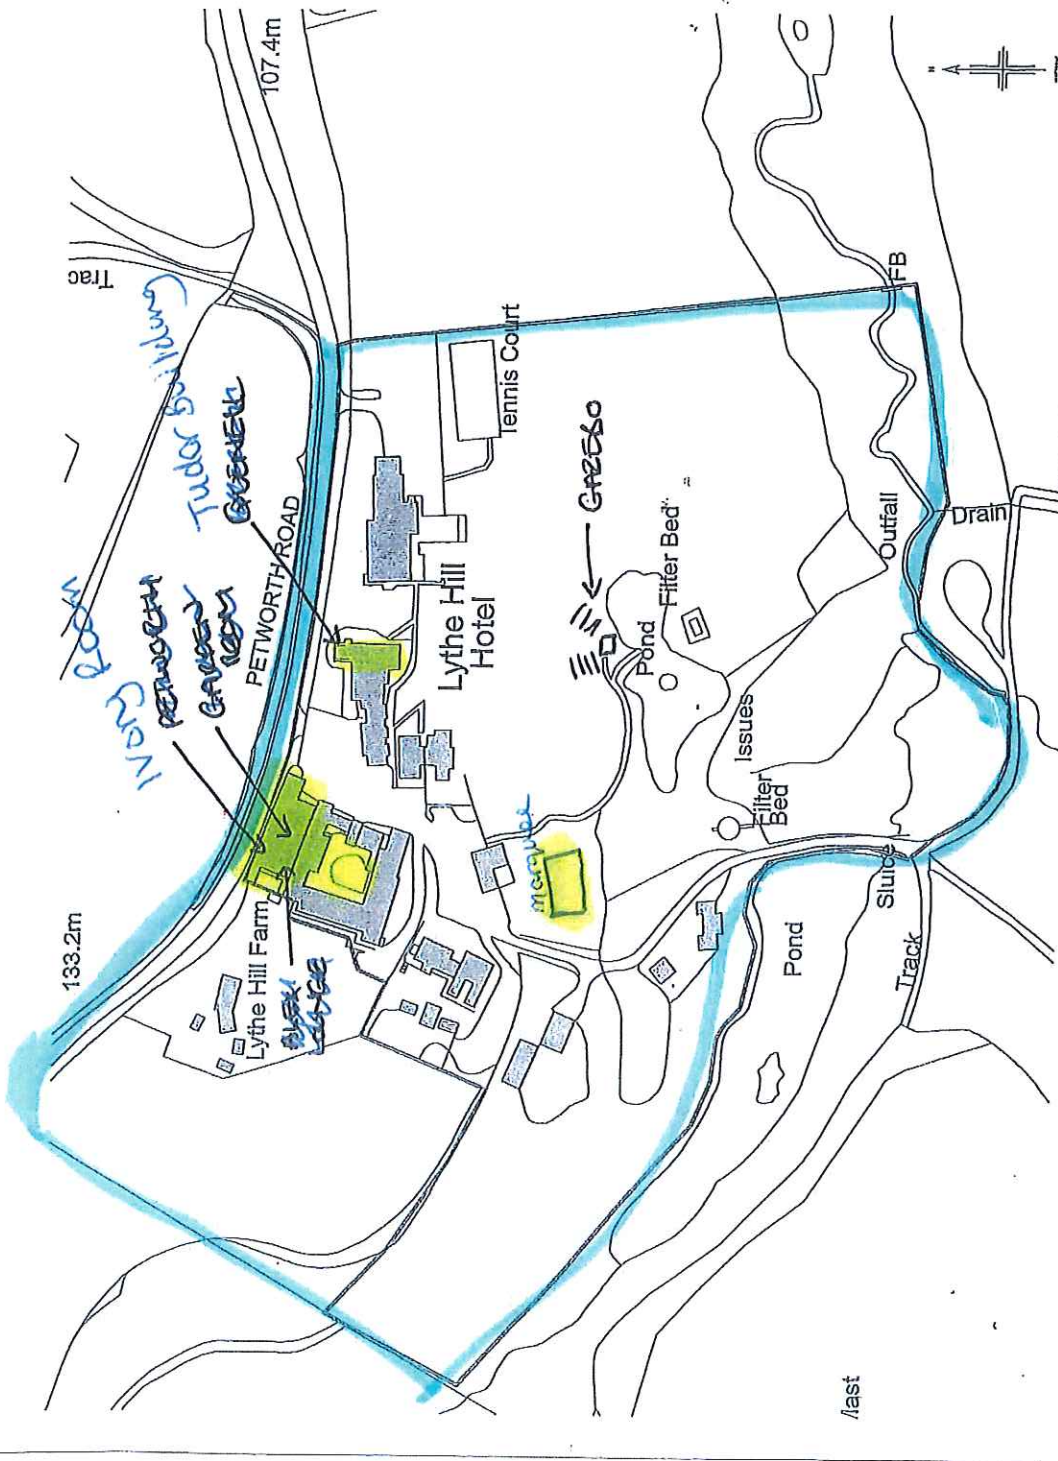 133.2m
107.4m
Trac
Tudor Building
GREENERY
Ivory Room
PETWORTH
GARDEN
ROOM
PETWORTH ROAD
Lythe Hill Farm
Lythe Hill
Hotel
Tennis Court
GAZEBO
marquee
Pond
Filter Bed
Issues
Filter
Bed
FB
Outfall
Drain
Sluice
Pond
Track
N